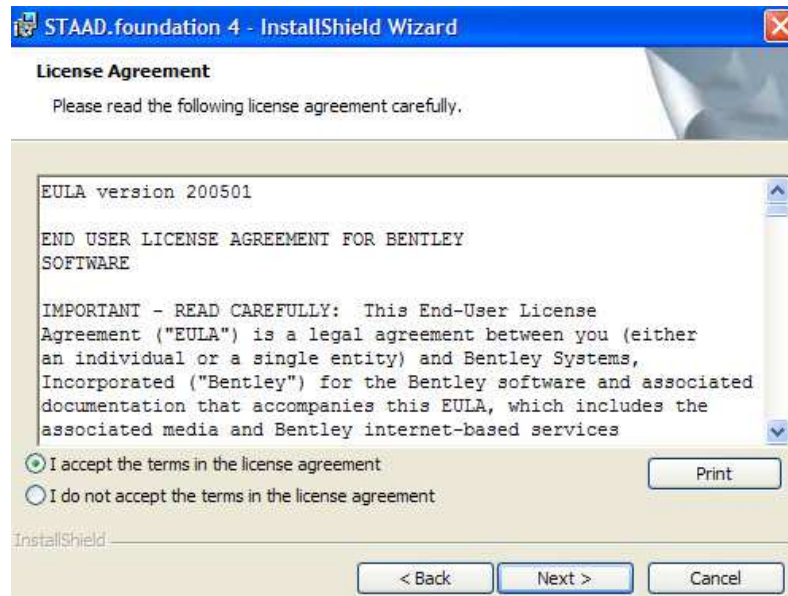 STAAD.foundation 4 - InstallShield Wizard
License Agreement
Please read the following license agreement carefully.
EULA version 200501
END USER LICENSE AGREEMENT FOR BENTLEY
SOFTWARE
IMPORTANT - READ CAREFULLY:  This End-User License
Agreement ("EULA") is a legal agreement between you (either
an individual or a single entity) and Bentley Systems,
Incorporated ("Bentley") for the Bentley software and associated
documentation that accompanies this EULA, which includes the
associated media and Bentley internet-based services
I accept the terms in the license agreement
Print
I do not accept the terms in the license agreement
InstallShield
< Back Next > Cancel